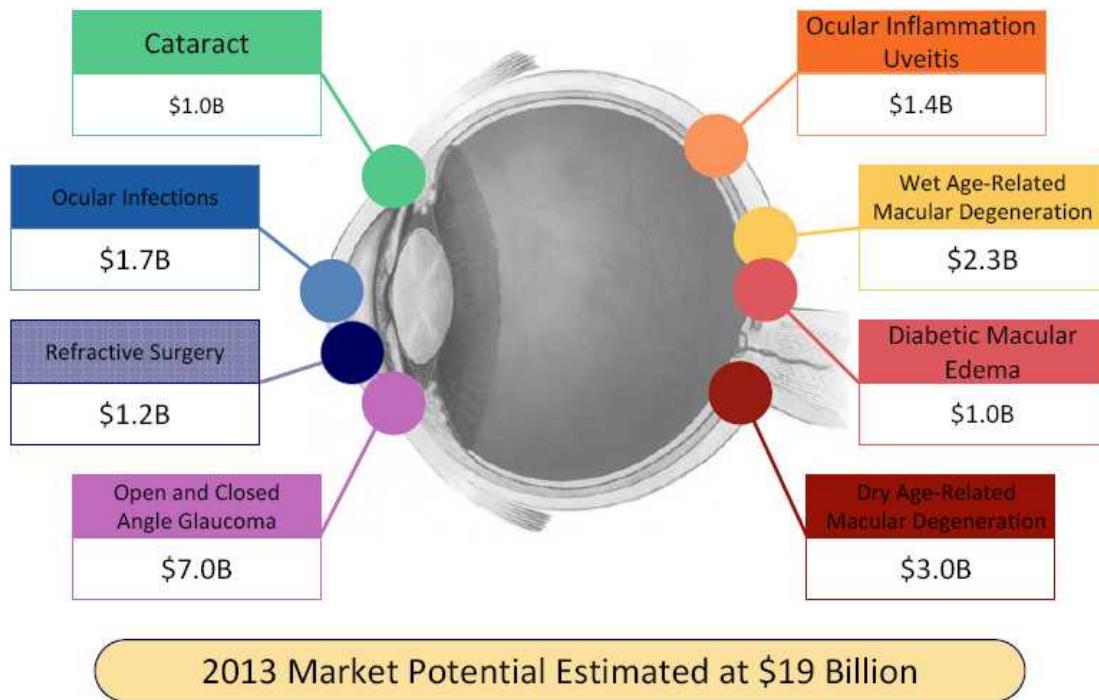 Cataract
$1.0B
Ocular Inflammation
Uveitis
$1.4B
Ocular Infections
$1.7B
Wet Age-Related
Macular Degeneration
$2.3B
Refractive Surgery
$1.2B
Diabetic Macular
Edema
$1.0B
Open and Closed
Angle Glaucoma
$7.0B
Dry Age-Related
Macular Degeneration
$3.0B
2013 Market Potential Estimated at $19 Billion